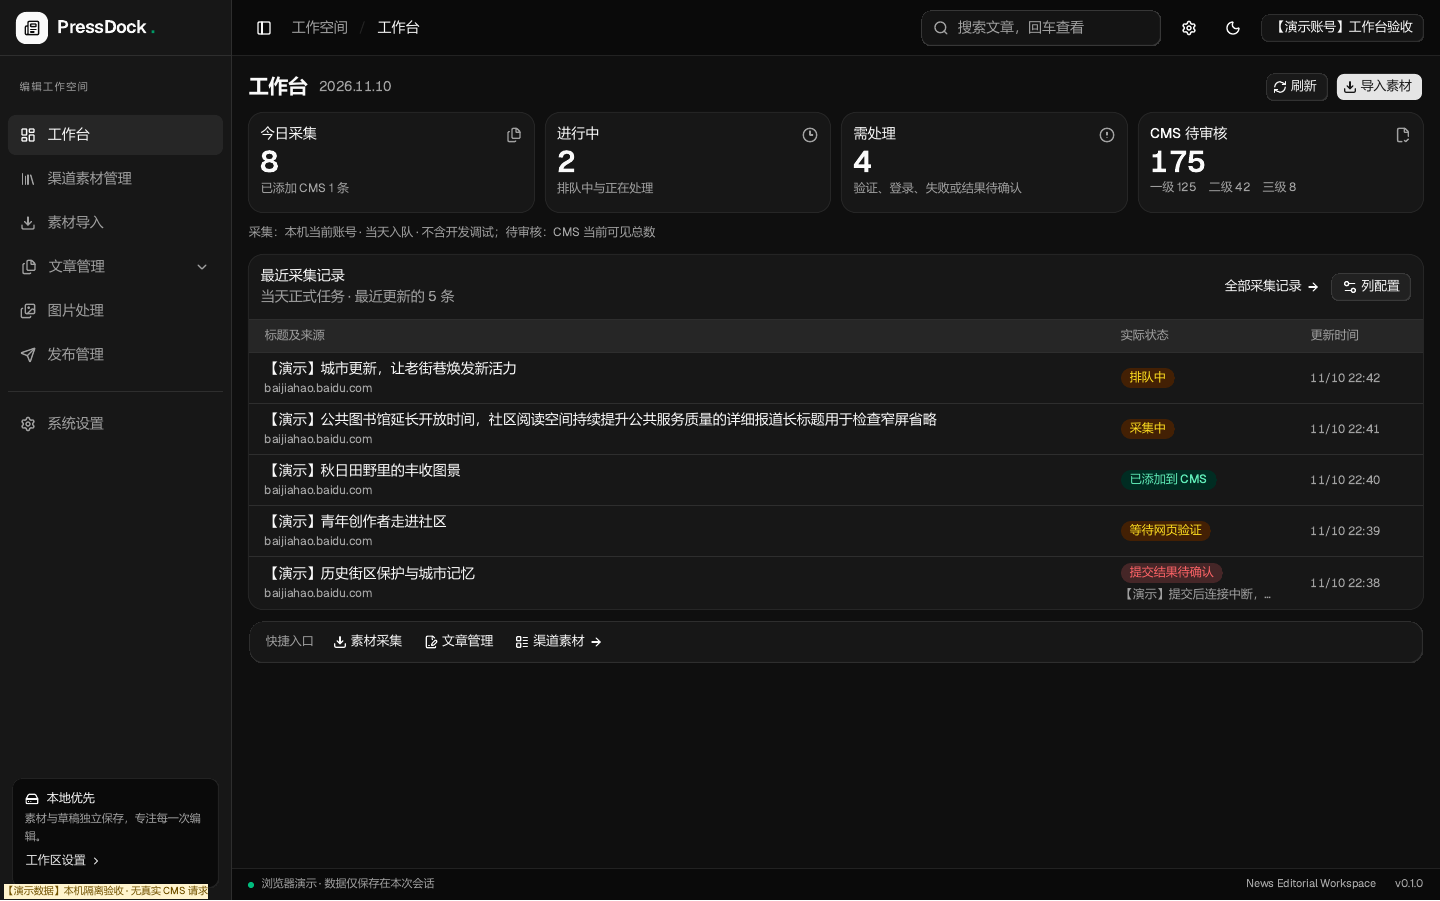 PressDock.
编辑工作空间
工作台
渠道素材管理
素材导入
文章管理
图片处理
发布管理
系统设置
本地优先
素材与草稿独立保存，专注每一次编
辑。
工作区设置
【演示数据】本机隔离验收 · 无真实 CMS 请求
工作空间 / 工作台
搜索文章，回车查看
【演示账号】工作台验收
工作台 2026.11.10
刷新
导入素材
今日采集
8
已添加 CMS 1 条
进行中
2
排队中与正在处理
需处理
4
验证、登录、失败或结果待确认
CMS 待审核
175
一级 125 二级 42 三级 8
采集：本机当前账号 · 当天入队 · 不含开发调试；待审核：CMS 当前可见总数
最近采集记录
当天正式任务 · 最近更新的 5 条
全部采集记录
列配置
标题及来源 实际状态 更新时间
【演示】城市更新，让老街巷焕发新活力
baijiahao.baidu.com
排队中
11/10 22:42
【演示】公共图书馆延长开放时间，社区阅读空间持续提升公共服务质量的详细报道长标题用于检查窄屏省略
baijiahao.baidu.com
采集中
11/10 22:41
【演示】秋日田野里的丰收图景
baijiahao.baidu.com
已添加到 CMS
11/10 22:40
【演示】青年创作者走进社区
baijiahao.baidu.com
等待网页验证
11/10 22:39
【演示】历史街区保护与城市记忆
baijiahao.baidu.com
提交结果待确认
【演示】提交后连接中断，...
11/10 22:38
快捷入口 素材采集 文章管理 渠道素材
浏览器演示 · 数据仅保存在本次会话
News Editorial Workspace v0.1.0